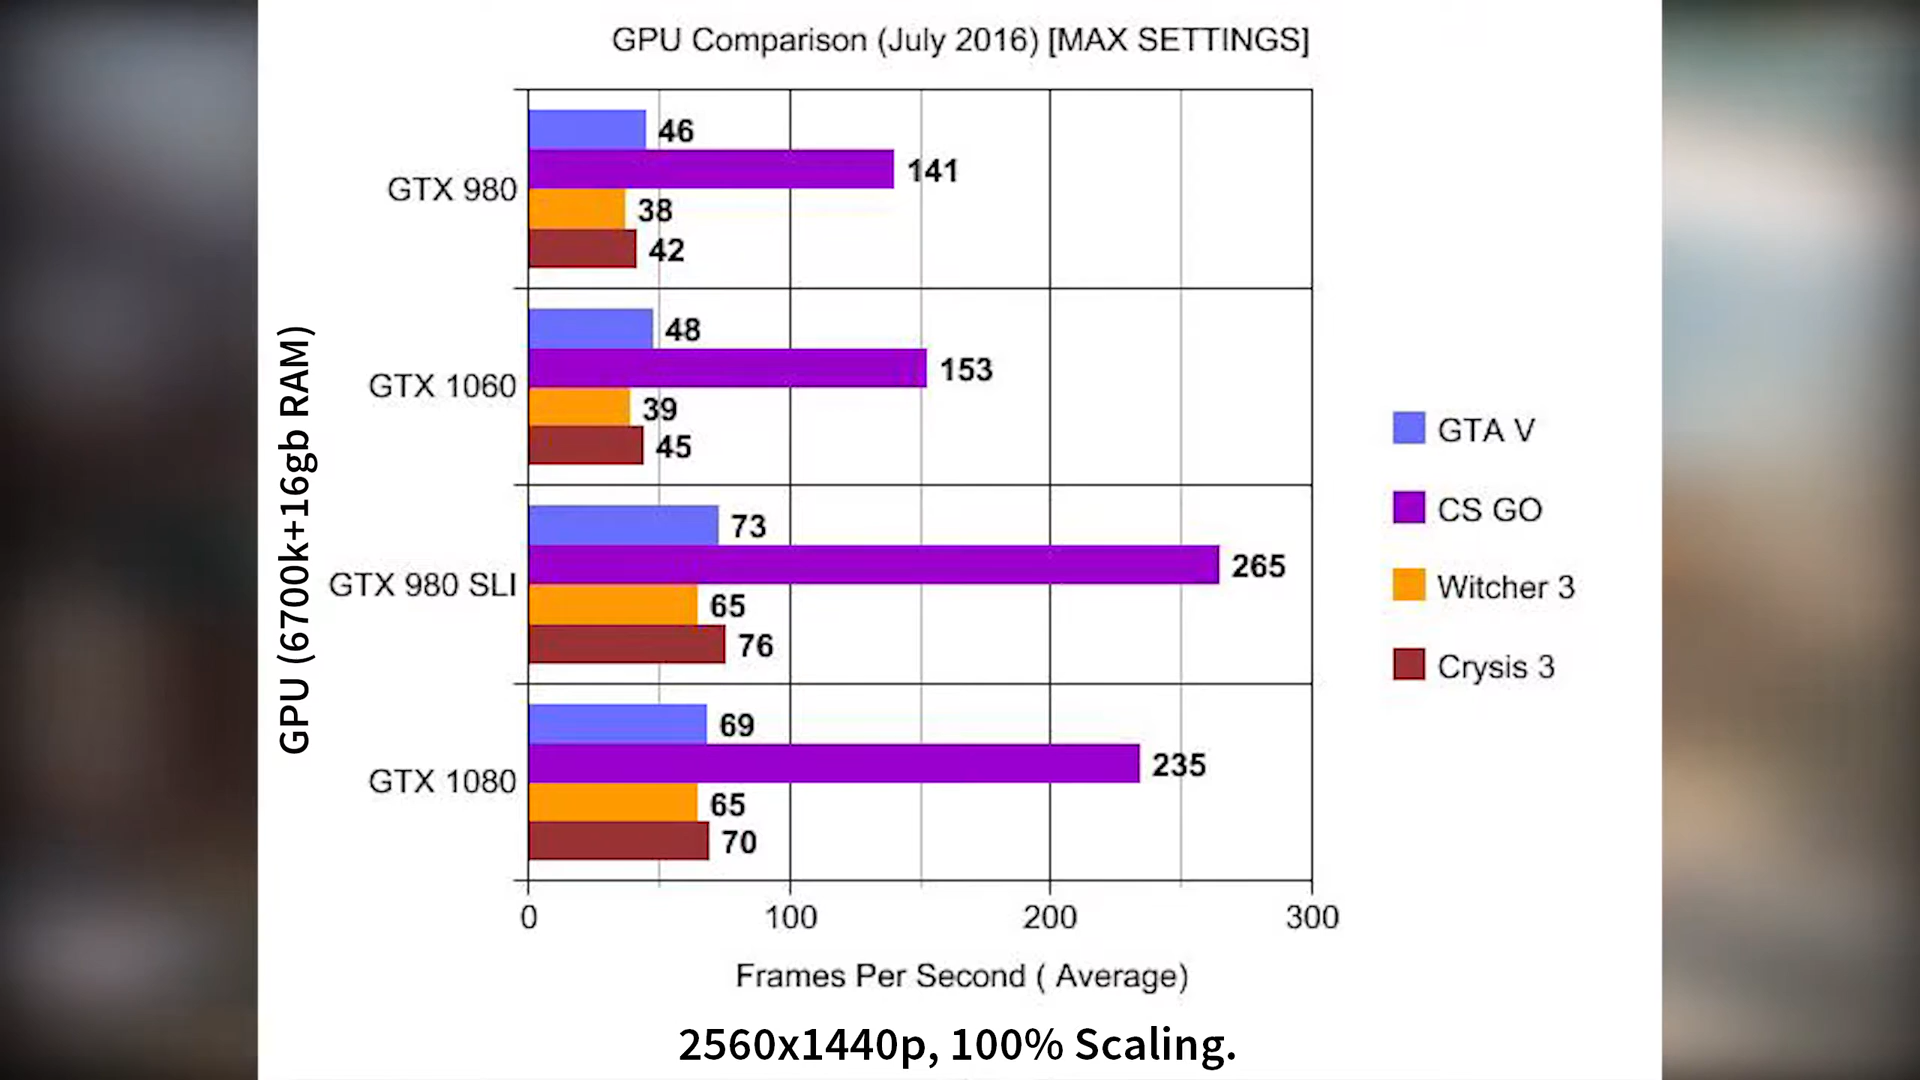 GPU Comparison (July 2016) [MAX SETTINGS]
GPU (6700k+16gb RAM)
GTX 980
46
141
38
42
GTX 1060
48
153
39
45
GTX 980 SLI
73
265
65
76
GTX 1080
69
235
65
70
GTA V
CS GO
Witcher 3
Crysis 3
0 100 200 300
Frames Per Second ( Average)
2560x1440p, 100% Scaling.